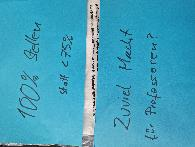 100% Stellen
statt <75%
Zuviel Macht
für Professoren?